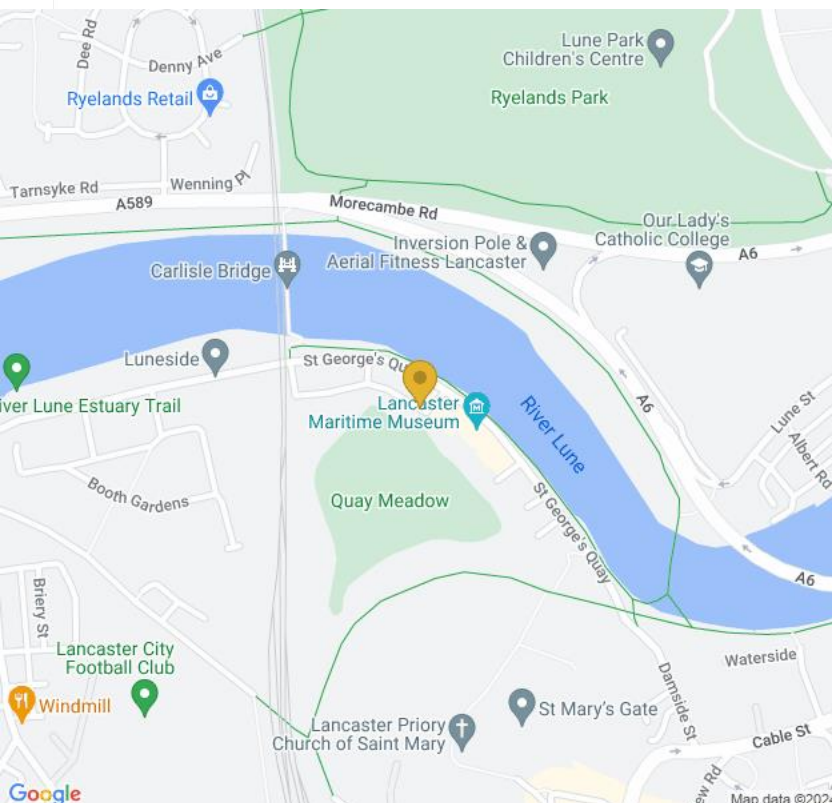 Dee Rd
Denny Ave
Lune Park
Children's Centre
Ryelands Retail
Ryelands Park
Tarnsyke Rd
Wenning Pl
A589
Morecambe Rd
Our Lady's
Catholic College
Inversion Pole &
Aerial Fitness Lancaster
A6
Carlisle Bridge
Luneside
St George's Qu
iver Lune Estuary Trail
Lancaster
Maritime Museum
River Lune
A6
Lune St
Albert Rd
Quay Meadow
Booth Gardens
St George's Quay
A6
Briery St
Lancaster City
Football Club
Waterside
Damside St
Windmill
St Mary's Gate
Lancaster Priory
Church of Saint Mary
Cable St
ew Rd
Google
Map data ©2024